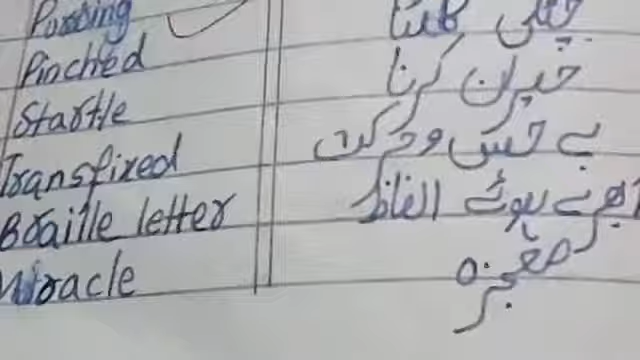 Pinched چٹکی کاٹنا
Startle حیران کرنا
Transfixed بے حس و حرکت
Braille letter ابھرے ہوئے الفاظ
Miracle معجزہ